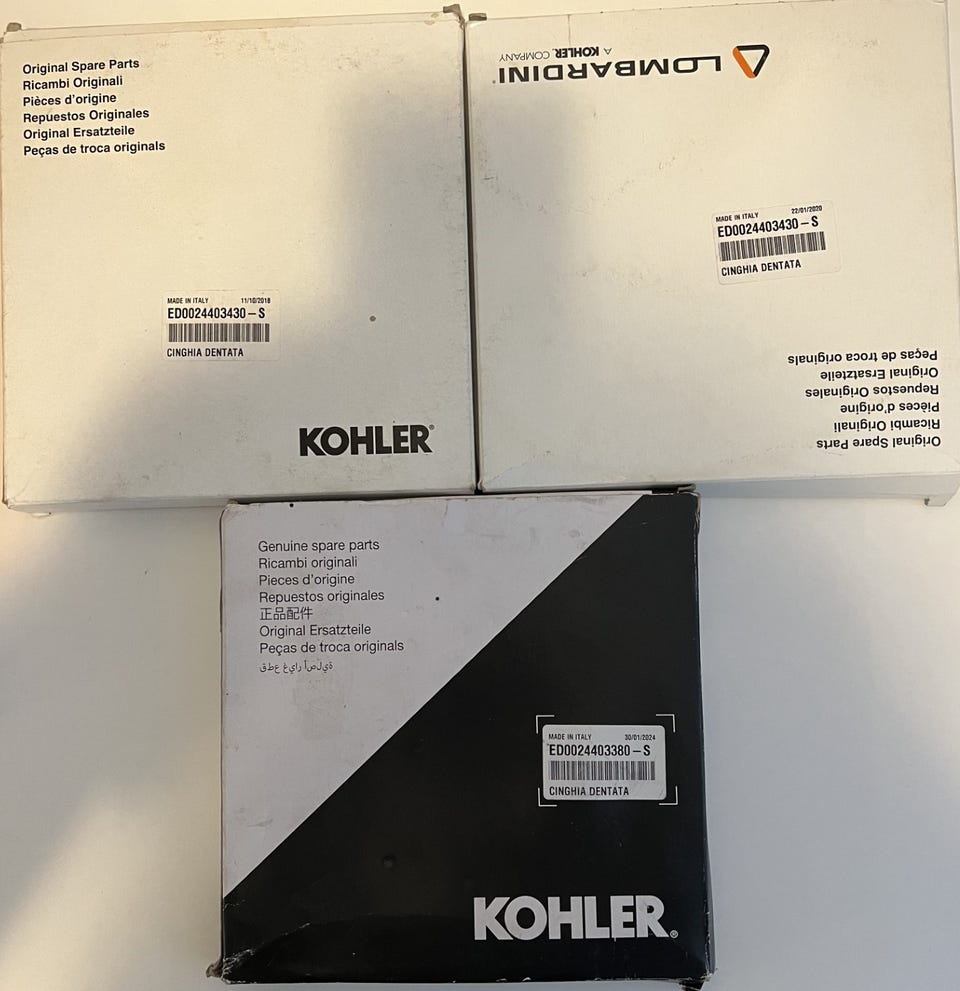 Original Spare Parts
Ricambi Originali
Pièces d'origine
Repuestos Originales
Original Ersatzteile
Peças de troca originals
MADE IN ITALY 11/10/2018
ED0024403430-S
CINGHIA DENTATA
KOHLER®
LOMBARDINI®
A KOHLER® COMPANY
MADE IN ITALY 22/01/2020
ED0024403430-S
CINGHIA DENTATA
Original Spare Parts
Ricambi Originali
Pièces d'origine
Repuestos Originales
Original Ersatzteile
Peças de troca originals
Genuine spare parts
Ricambi originali
Pieces d'origine
Repuestos originales
正品配件
Original Ersatzteile
Peças de troca originals
ةيلصأ رايغ عطق
MADE IN ITALY 30/01/2024
ED0024403380-S
CINGHIA DENTATA
KOHLER®